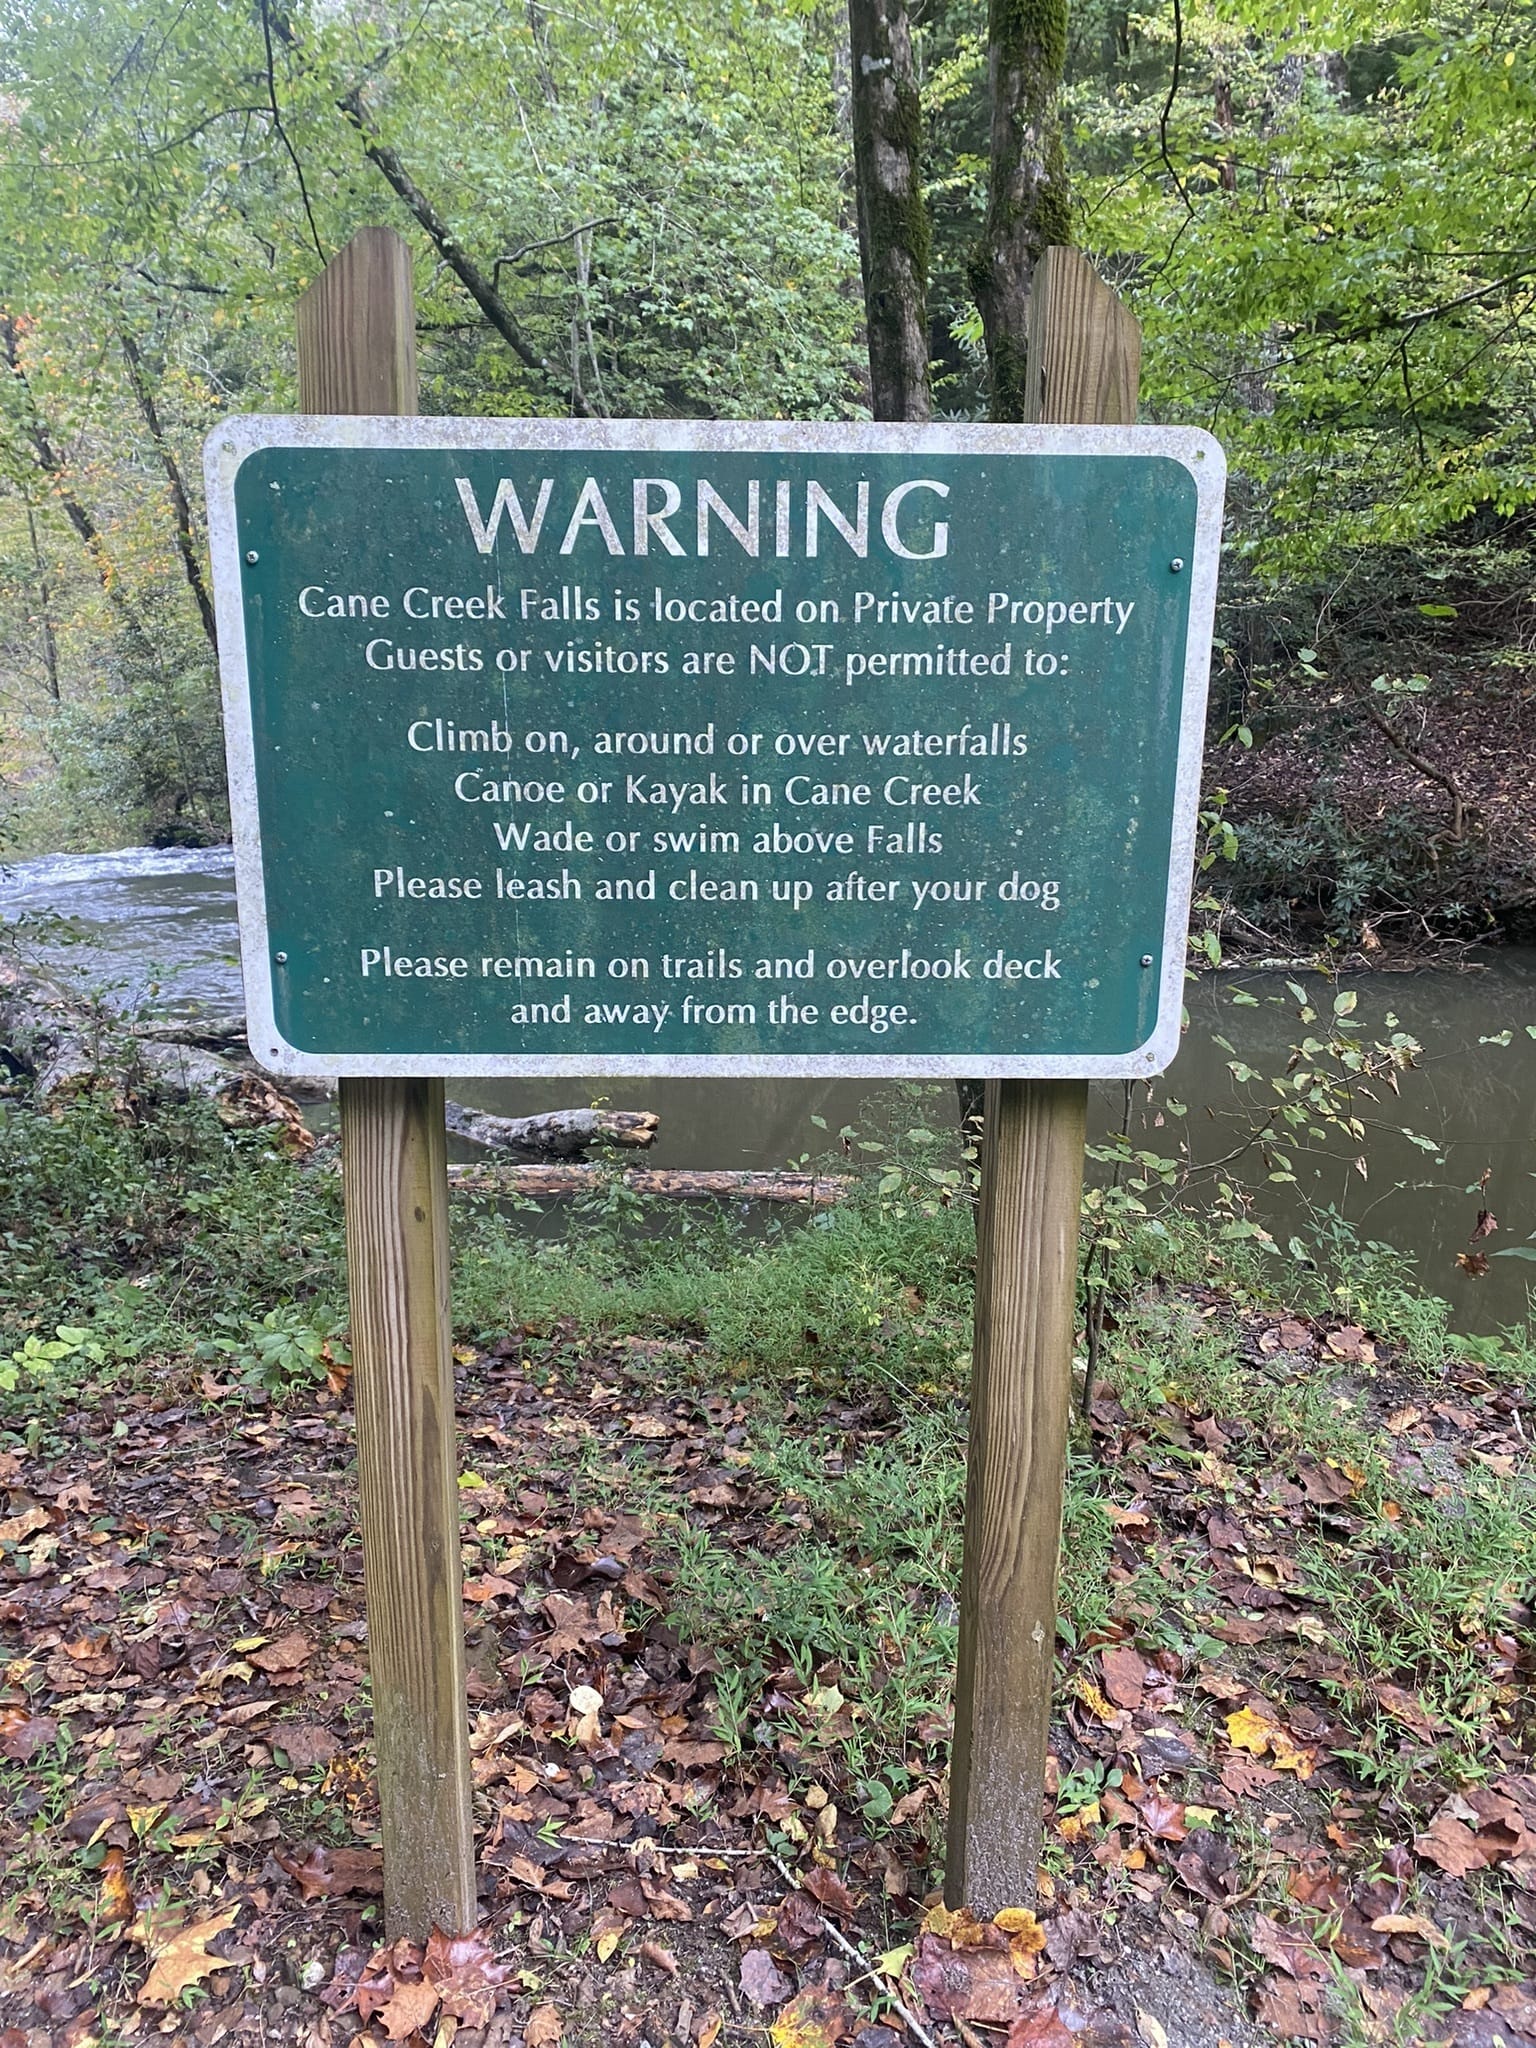 WARNING
Cane Creek Falls is located on Private Property
Guests or visitors are NOT permitted to:
Climb on, around or over waterfalls
Canoe or Kayak in Cane Creek
Wade or swim above Falls
Please leash and clean up after your dog
Please remain on trails and overlook deck
and away from the edge.